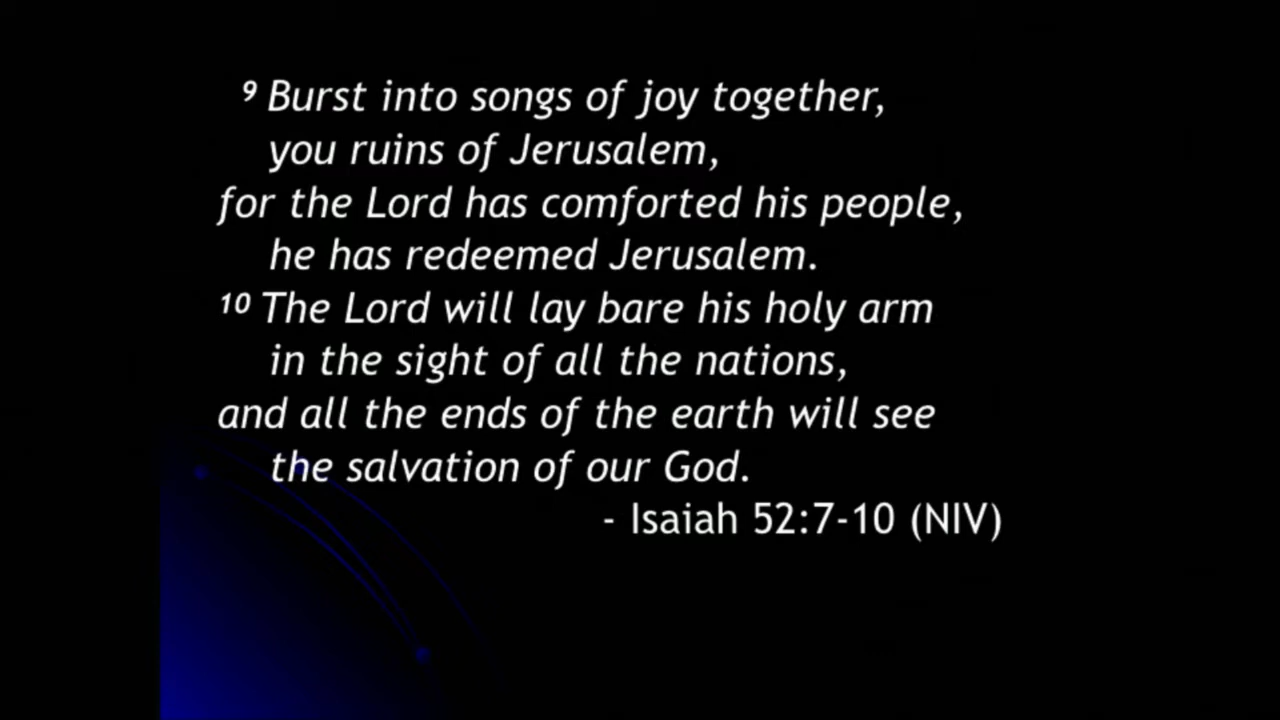 9 Burst into songs of joy together,
you ruins of Jerusalem,
for the Lord has comforted his people,
he has redeemed Jerusalem.
10 The Lord will lay bare his holy arm
in the sight of all the nations,
and all the ends of the earth will see
the salvation of our God.
- Isaiah 52:7-10 (NIV)